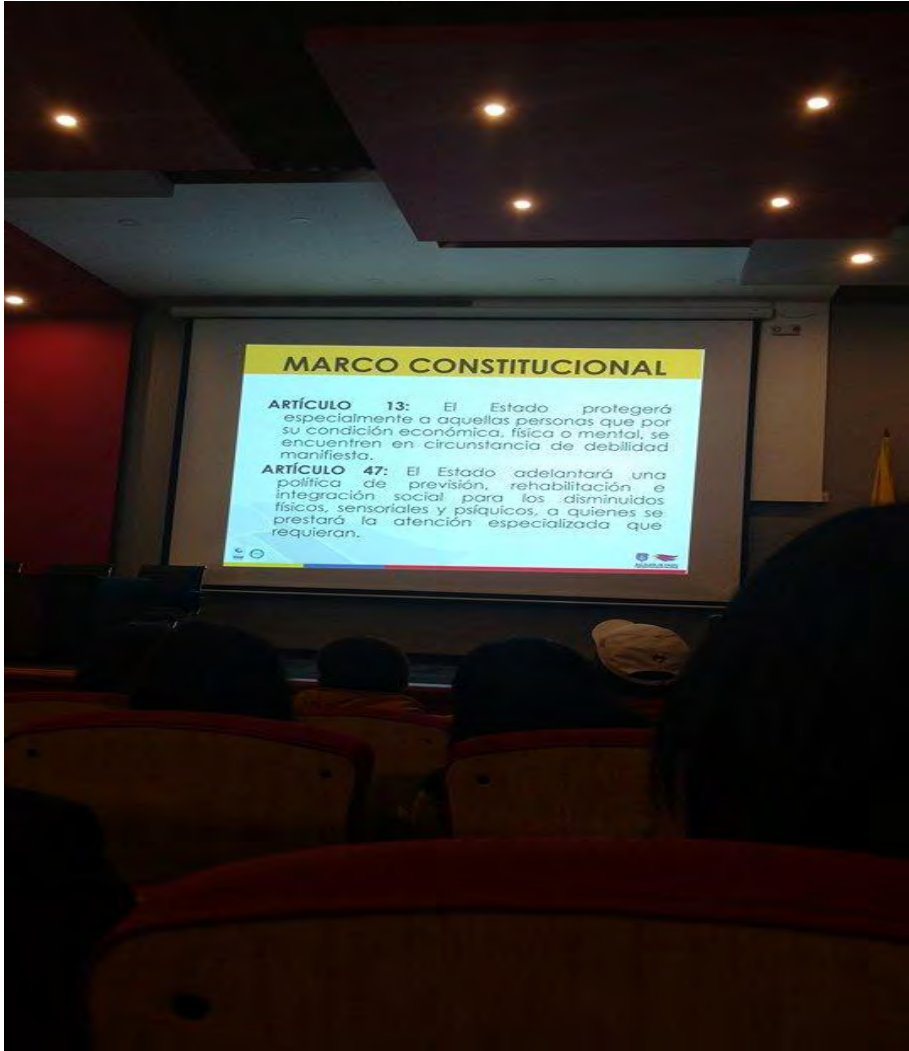 MARCO CONSTITUCIONAL
ARTÍCULO 13: El Estado protegerá
especialmente a aquellas personas que por
su condición económica, física o mental, se
encuentren en circunstancia de debilidad
manifiesta.
ARTÍCULO 47: El Estado adelantará una
política de previsión, rehabilitación e
integración social para los disminuidos
físicos, sensoriales y psíquicos, a quienes se
prestará la atención especializada que
requieran.